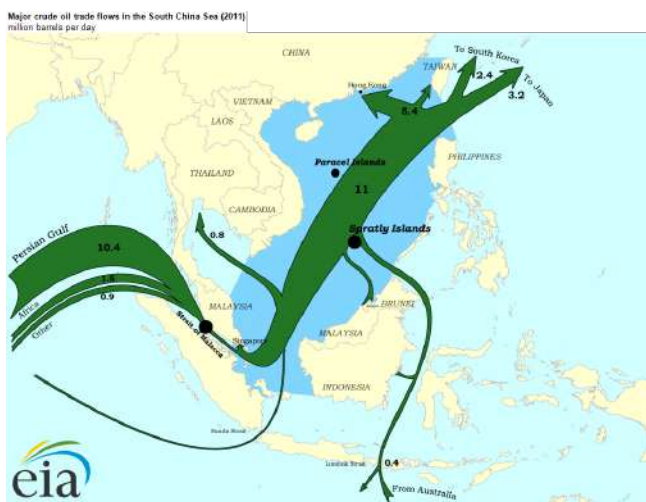 Major crude oil trade flows in the South China Sea (2011)
million barrels per day
CHINA
To South Korea
TAIWAN
2.4
To Japan
3.2
Hong Kong
5.4
VIETNAM
LAOS
Paracel Islands
PHILIPPINES
THAILAND
11
CAMBODIA
Spratly Islands
0.8
Persian Gulf
10.4
Africa
0.9
Other
MALAYSIA
BRUNEI
Strait of Malacca
Singapore
MALAYSIA
INDONESIA
Sunda Strait
Lombok Strait
0.4
From Australia
eia